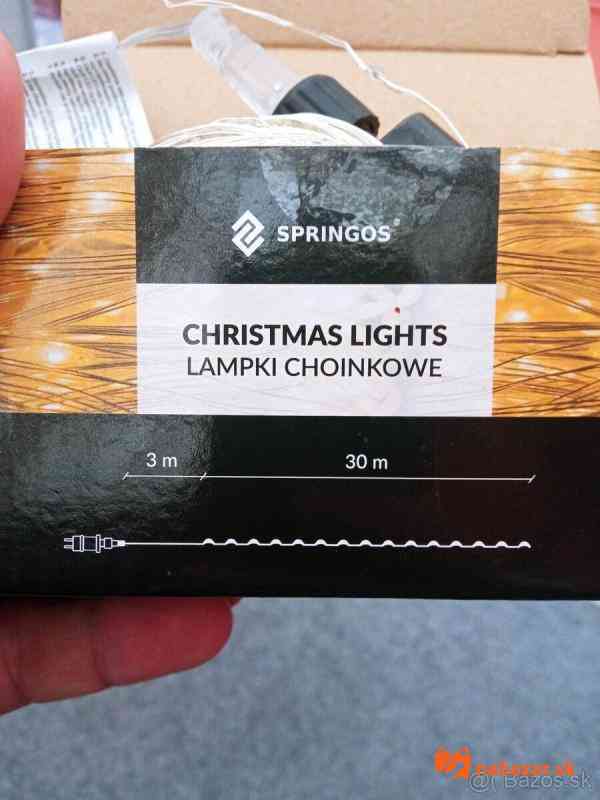 SPRINGOS®
CHRISTMAS LIGHTS
LAMPKI CHOINKOWE
3 m
30 m
Bazos.sk